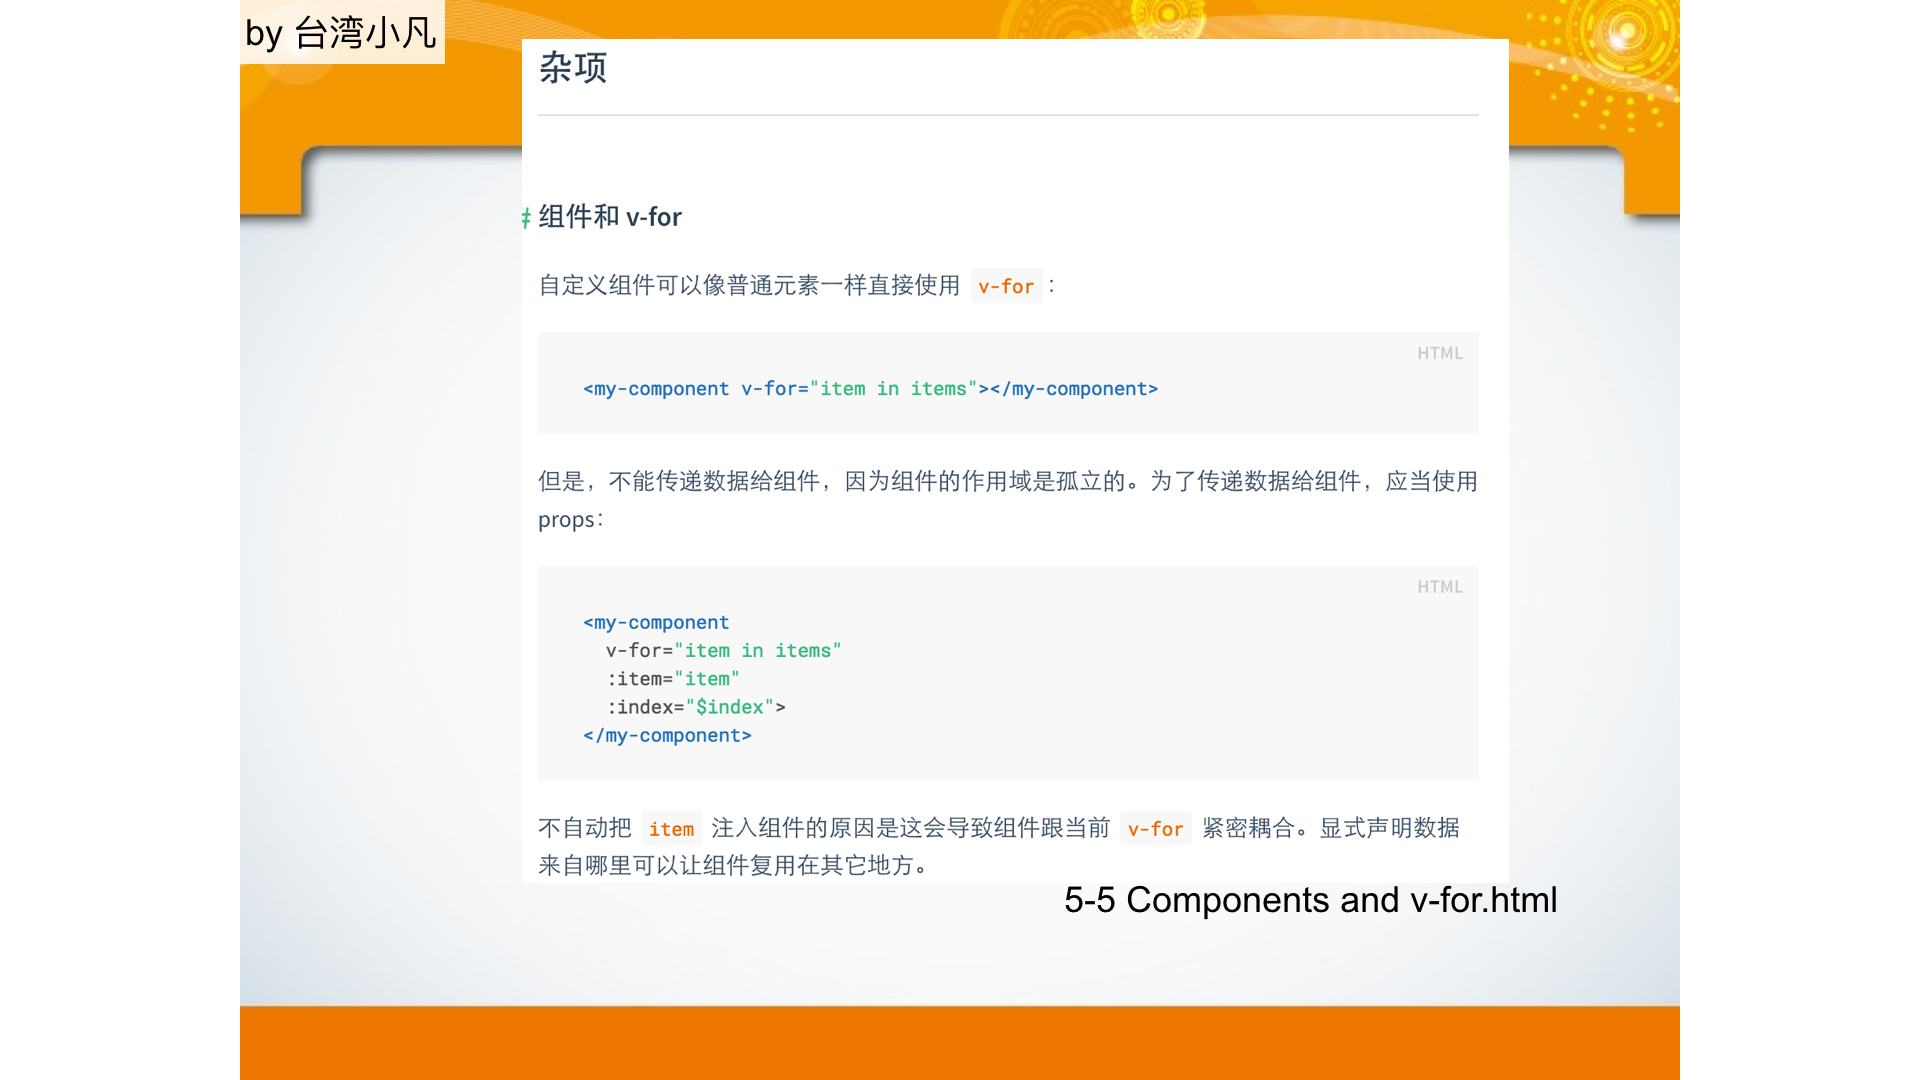 by 台湾小凡
杂项
# 组件和 v-for
自定义组件可以像普通元素一样直接使用 v-for：
HTML
<my-component v-for="item in items"></my-component>
但是，不能传递数据给组件，因为组件的作用域是孤立的。为了传递数据给组件，应当使用
props：
HTML
<my-component
  v-for="item in items"
  :item="item"
  :index="$index">
</my-component>
不自动把 item 注入组件的原因是这会导致组件跟当前 v-for 紧密耦合。显式声明数据
来自哪里可以让组件复用在其它地方。
5-5 Components and v-for.html